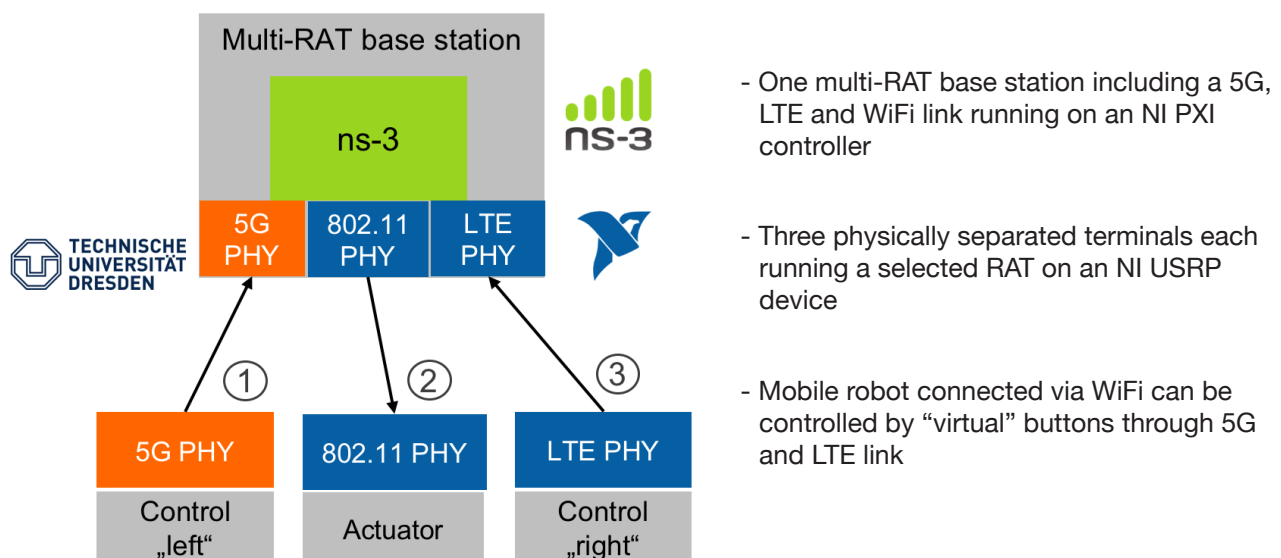 Multi-RAT base station
ns-3
ns-3
5G
PHY
802.11
PHY
LTE
PHY
TECHNISCHE
UNIVERSITÄT
DRESDEN
1
2
3
5G PHY
802.11 PHY
LTE PHY
Control
„left“
Actuator
Control
„right“
- One multi-RAT base station including a 5G,
LTE and WiFi link running on an NI PXI
controller
- Three physically separated terminals each
running a selected RAT on an NI USRP
device
- Mobile robot connected via WiFi can be
controlled by “virtual” buttons through 5G
and LTE link